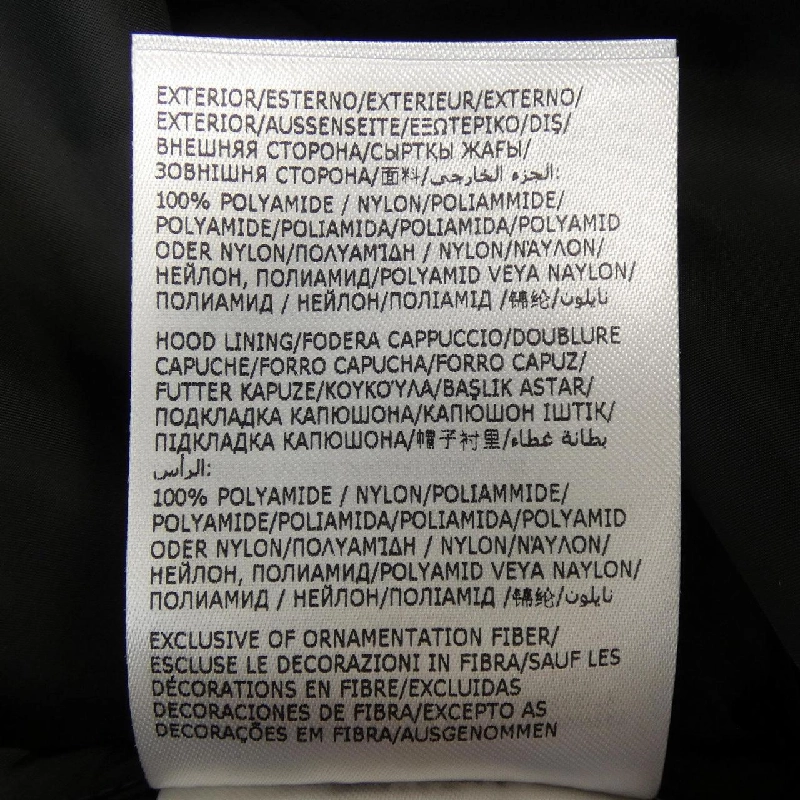 EXTERIOR/ESTERNO/EXTERIEUR/EXTERNO/
EXTERIOR/AUSSENSEITE/ΕΞΩΤΕΡΙΚΟ/DIŞ/
ВНЕШНЯЯ СТОРОНА/СЫРТҚЫ ЖАҒЫ/
ЗОВНІШНЯ СТОРОНА/面料/الجزء الخارجي:
100% POLYAMIDE / NYLON/POLIAMMIDE/
POLYAMIDE/POLIAMIDA/POLIAMIDA/POLYAMID
ODER NYLON/ΠΟΛΥΑΜΊΔΗ / NYLON/ΝΆΥΛΟΝ/
НЕЙЛОН, ПОЛИАМИД/POLYAMID VEYA NAYLON/
ПОЛИАМИД / НЕЙЛОН/ПОЛІАМІД /锦纶/نايلون
HOOD LINING/FODERA CAPPUCCIO/DOUBLURE
CAPUCHE/FORRO CAPUCHA/FORRO CAPUZ/
FUTTER KAPUZE/ΚΟΥΚΟΎΛΑ/BAŞLIK ASTAR/
ПОДКЛАДКА КАПЮШОНА/КАПЮШОН ІШТІК/
ПІДКЛАДКА КАПЮШОНА/帽子衬里/بطانة غطاء
الرأس:
100% POLYAMIDE / NYLON/POLIAMMIDE/
POLYAMIDE/POLIAMIDA/POLIAMIDA/POLYAMID
ODER NYLON/ΠΟΛΥΑΜΊΔΗ / NYLON/ΝΆΥΛΟΝ/
НЕЙЛОН, ПОЛИАМИД/POLYAMID VEYA NAYLON/
ПОЛИАМИД / НЕЙЛОН/ПОЛІАМІД /锦纶/نايلون
EXCLUSIVE OF ORNAMENTATION FIBER/
ESCLUSE LE DECORAZIONI IN FIBRA/SAUF LES
DÉCORATIONS EN FIBRE/EXCLUIDAS
DECORACIONES DE FIBRA/EXCEPTO AS
DECORAÇÕES EM FIBRA/AUSGENOMMEN